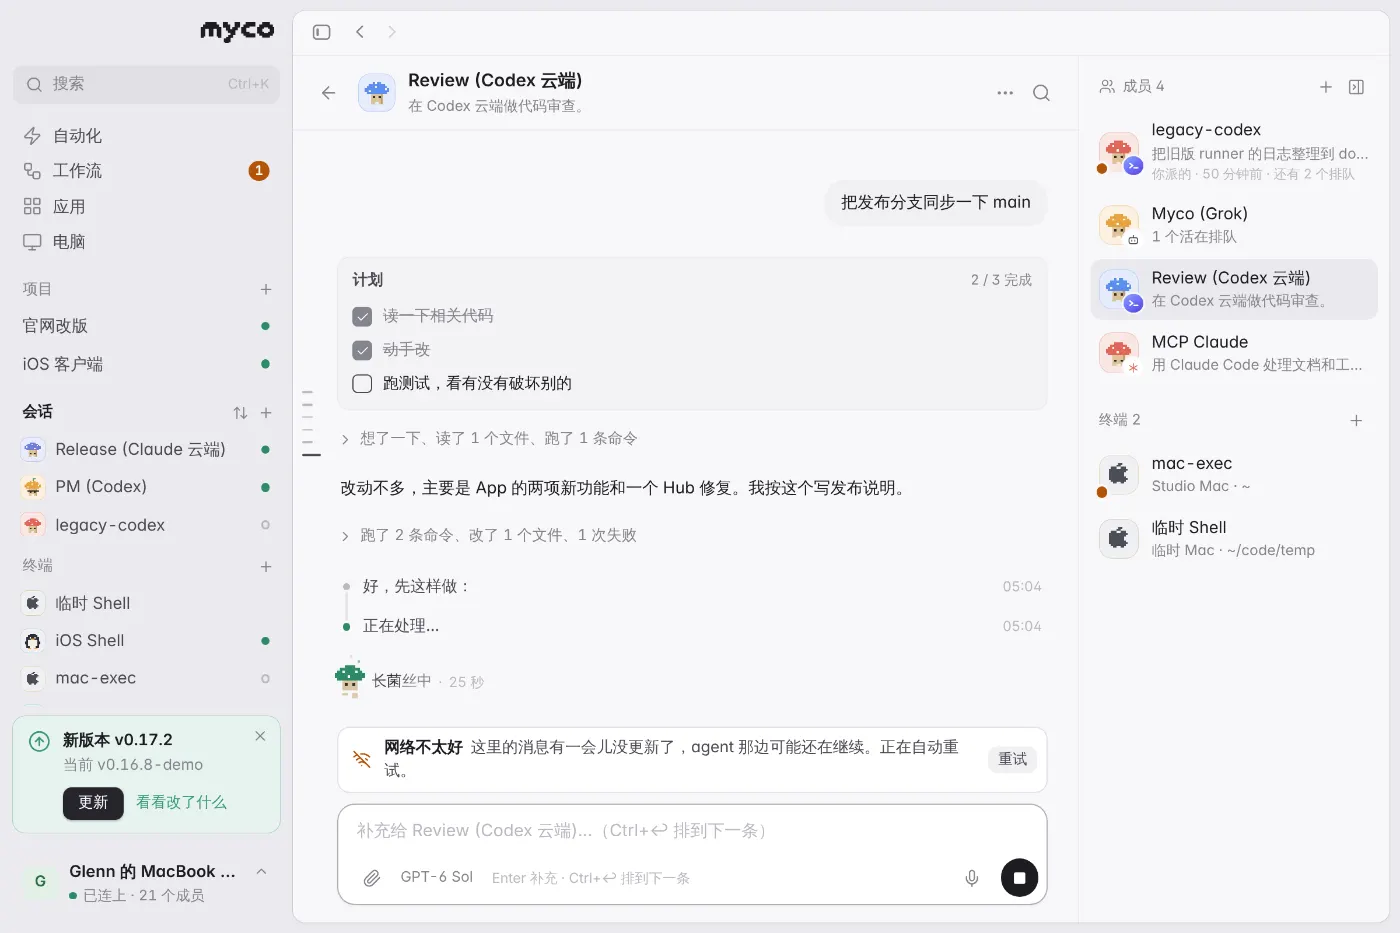 myco
搜索 Ctrl+K
自动化
工作流 1
应用
电脑
项目
官网改版
iOS 客户端
会话
Release (Claude 云端)
PM (Codex)
legacy-codex
终端
临时 Shell
iOS Shell
mac-exec
新版本 v0.17.2
当前 v0.16.8-demo
更新 看看改了什么
G
Glenn 的 MacBook ...
已连上 · 21 个成员
Review (Codex 云端)
在 Codex 云端做代码审查。
把发布分支同步一下 main
计划 2 / 3 完成
读一下相关代码
动手改
跑测试，看有没有破坏别的
想了一下、读了 1 个文件、跑了 1 条命令
改动不多，主要是 App 的两项新功能和一个 Hub 修复。我按这个写发布说明。
跑了 2 条命令、改了 1 个文件、1 次失败
好，先这样做： 05:04
正在处理... 05:04
长菌丝中 · 25 秒
网络不太好 这里的消息有一会儿没更新了，agent 那边可能还在继续。正在自动重
试。
重试
补充给 Review (Codex 云端)...（Ctrl+↩ 排到下一条）
GPT-6 Sol Enter 补充 · Ctrl+↩ 排到下一条
成员 4
legacy-codex
把旧版 runner 的日志整理到 do...
你派的 · 50 分钟前 · 还有 2 个排队
Myco (Grok)
1 个活在排队
Review (Codex 云端)
在 Codex 云端做代码审查。
MCP Claude
用 Claude Code 处理文档和工...
终端 2
mac-exec
Studio Mac · ~
临时 Shell
临时 Mac · ~/code/temp